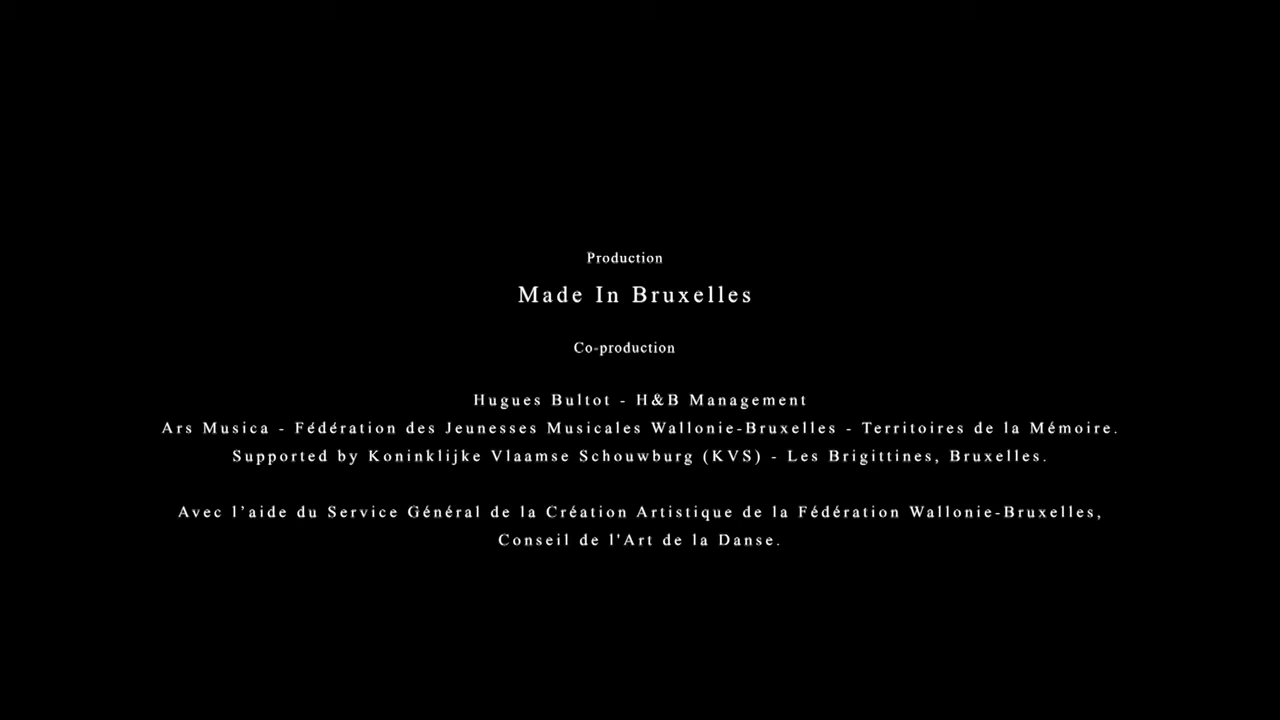 Production
Made In Bruxelles
Co-production
Hugues Bultot - H&B Management
Ars Musica - Fédération des Jeunesses Musicales Wallonie-Bruxelles - Territoires de la Mémoire.
Supported by Koninklijke Vlaamse Schouwburg (KVS) - Les Brigittines, Bruxelles.
Avec l’aide du Service Général de la Création Artistique de la Fédération Wallonie-Bruxelles,
Conseil de l'Art de la Danse.